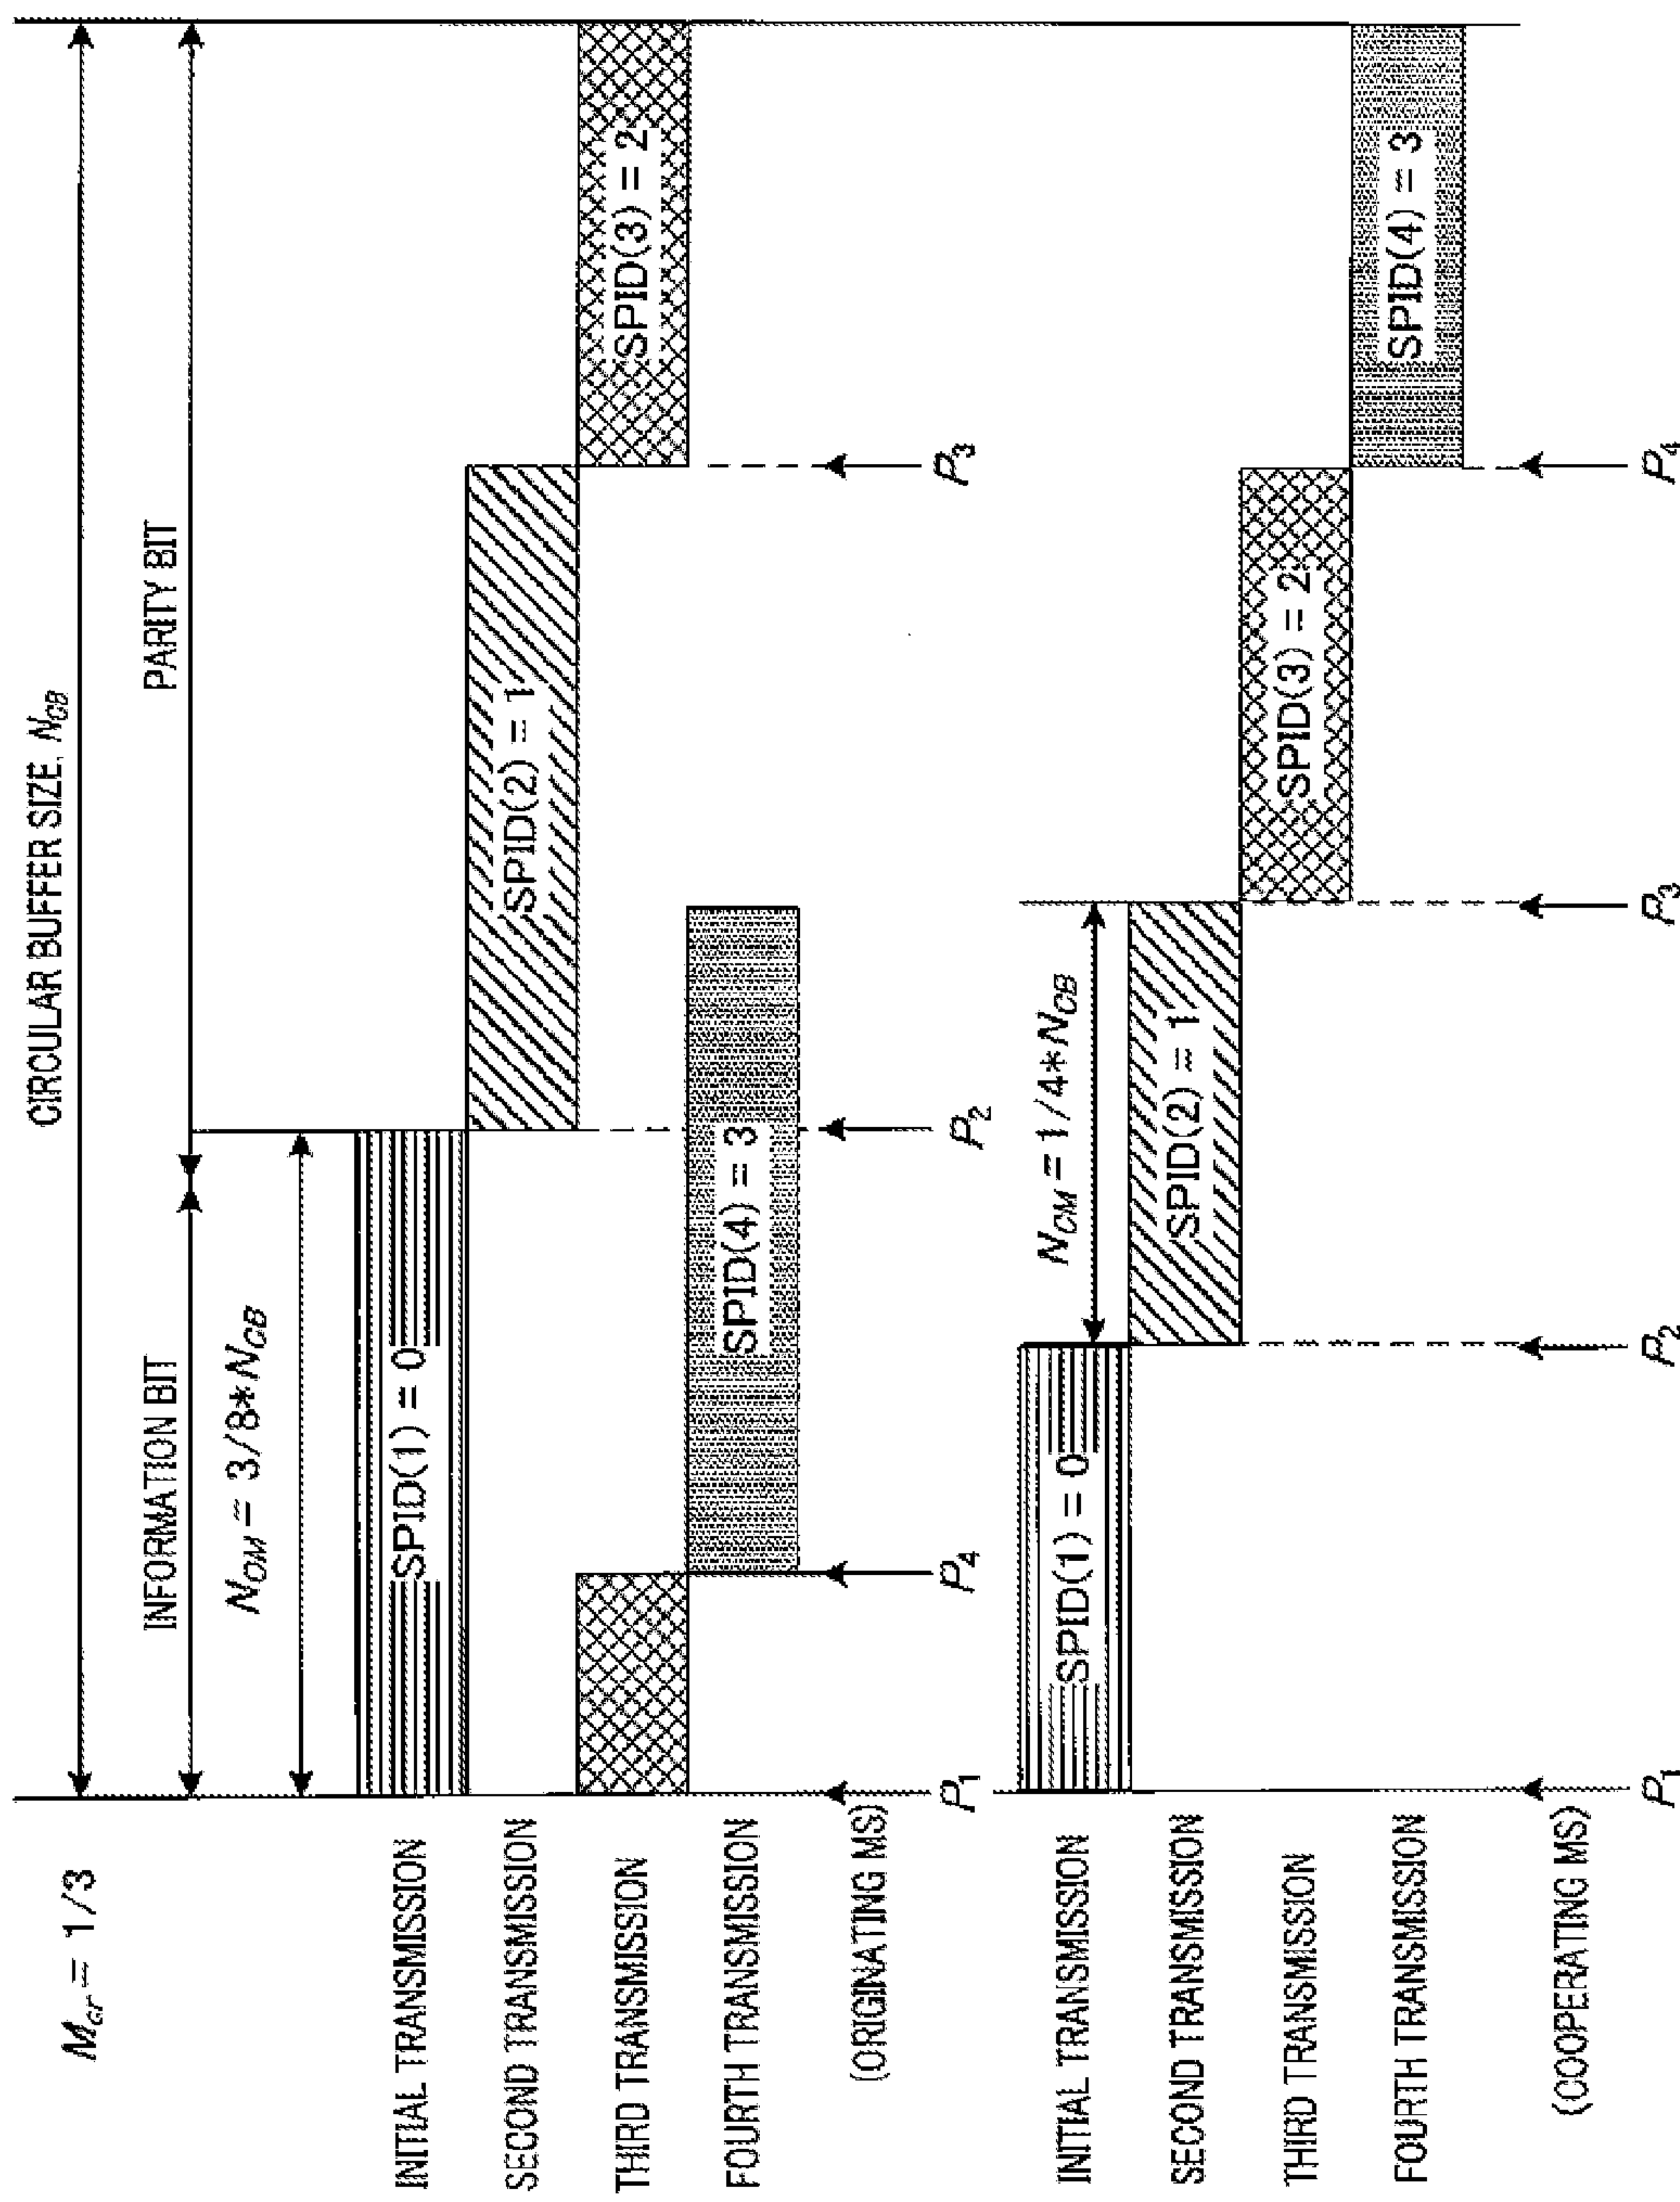 M_cr = 1/3
CIRCULAR BUFFER SIZE, N_CB
INFORMATION BIT
PARITY BIT
N_OM = 3/8*N_CB
INITIAL TRANSMISSION
SPID(1) = 0
SECOND TRANSMISSION
SPID(2) = 1
THIRD TRANSMISSION
SPID(3) = 2
FOURTH TRANSMISSION
SPID(4) = 3
(ORIGINATING MS)
P_1
P_4
P_2
P_3
INITIAL TRANSMISSION
SPID(1) = 0
N_CM = 1/4*N_CB
SECOND TRANSMISSION
SPID(2) = 1
THIRD TRANSMISSION
SPID(3) = 2
FOURTH TRANSMISSION
SPID(4) = 3
(COOPERATING MS)
P_1
P_2
P_3
P_4